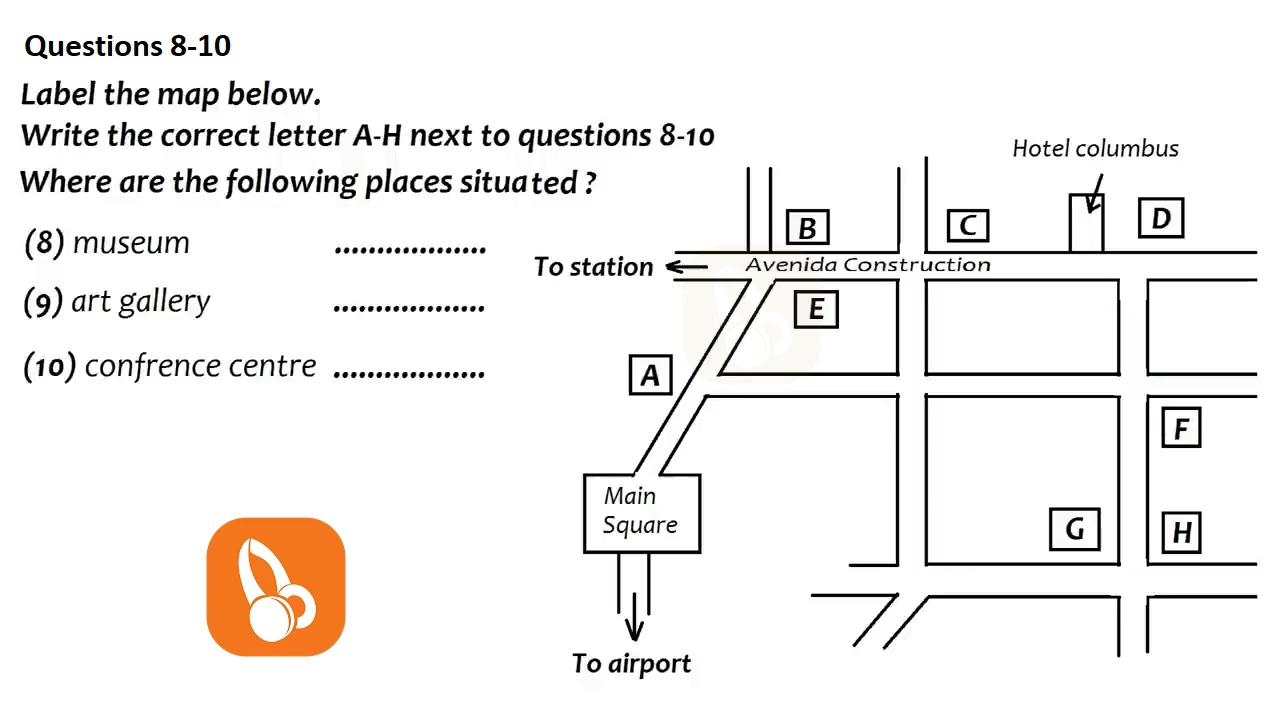 Questions 8-10
Label the map below.
Write the correct letter A-H next to questions 8-10
Where are the following places situated ?
(8) museum ..................
(9) art gallery ..................
(10) confrence centre ..................
Hotel columbus
B
C
D
To station
Avenida Construction
E
A
F
Main
Square
G
H
To airport